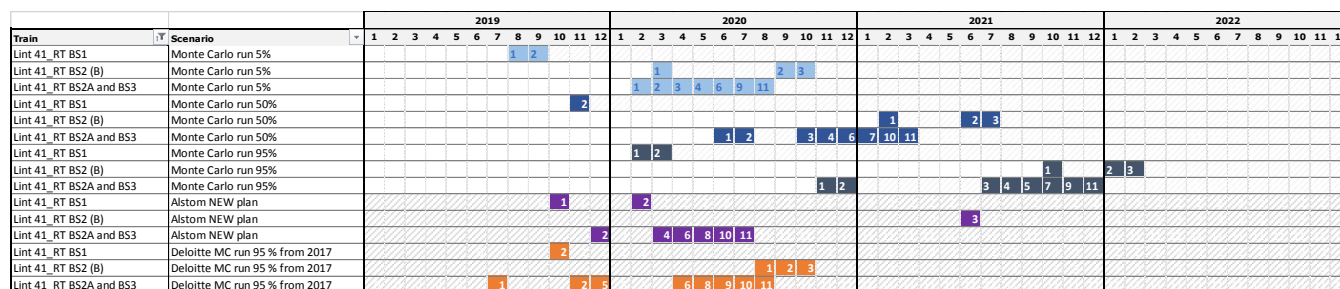 2019 2020 2021 2022
Train Scenario 1 2 3 4 5 6 7 8 9 10 11 12 1 2 3 4 5 6 7 8 9 10 11 12 1 2 3 4 5 6 7 8 9 10 11 12 1 2 3 4 5 6 7 8 9 10 11
Lint 41_RT BS1 Monte Carlo run 5% 1 2
Lint 41_RT BS2 (B) Monte Carlo run 5% 1 2 3
Lint 41_RT BS2A and BS3 Monte Carlo run 5% 1 2 3 4 6 9 11
Lint 41_RT BS1 Monte Carlo run 50% 2
Lint 41_RT BS2 (B) Monte Carlo run 50% 1 2 3
Lint 41_RT BS2A and BS3 Monte Carlo run 50% 1 2 3 4 6 7 10 11
Lint 41_RT BS1 Monte Carlo run 95% 1 2
Lint 41_RT BS2 (B) Monte Carlo run 95% 1 2 3
Lint 41_RT BS2A and BS3 Monte Carlo run 95% 1 2 3 4 5 7 9 11
Lint 41_RT BS1 Alstom NEW plan 1 2
Lint 41_RT BS2 (B) Alstom NEW plan 3
Lint 41_RT BS2A and BS3 Alstom NEW plan 2 4 6 8 10 11
Lint 41_RT BS1 Deloitte MC run 95 % from 2017 2
Lint 41_RT BS2 (B) Deloitte MC run 95 % from 2017 1 2 3
Lint 41_RT BS2A and BS3 Deloitte MC run 95 % from 2017 1 2 5 6 8 9 10 11